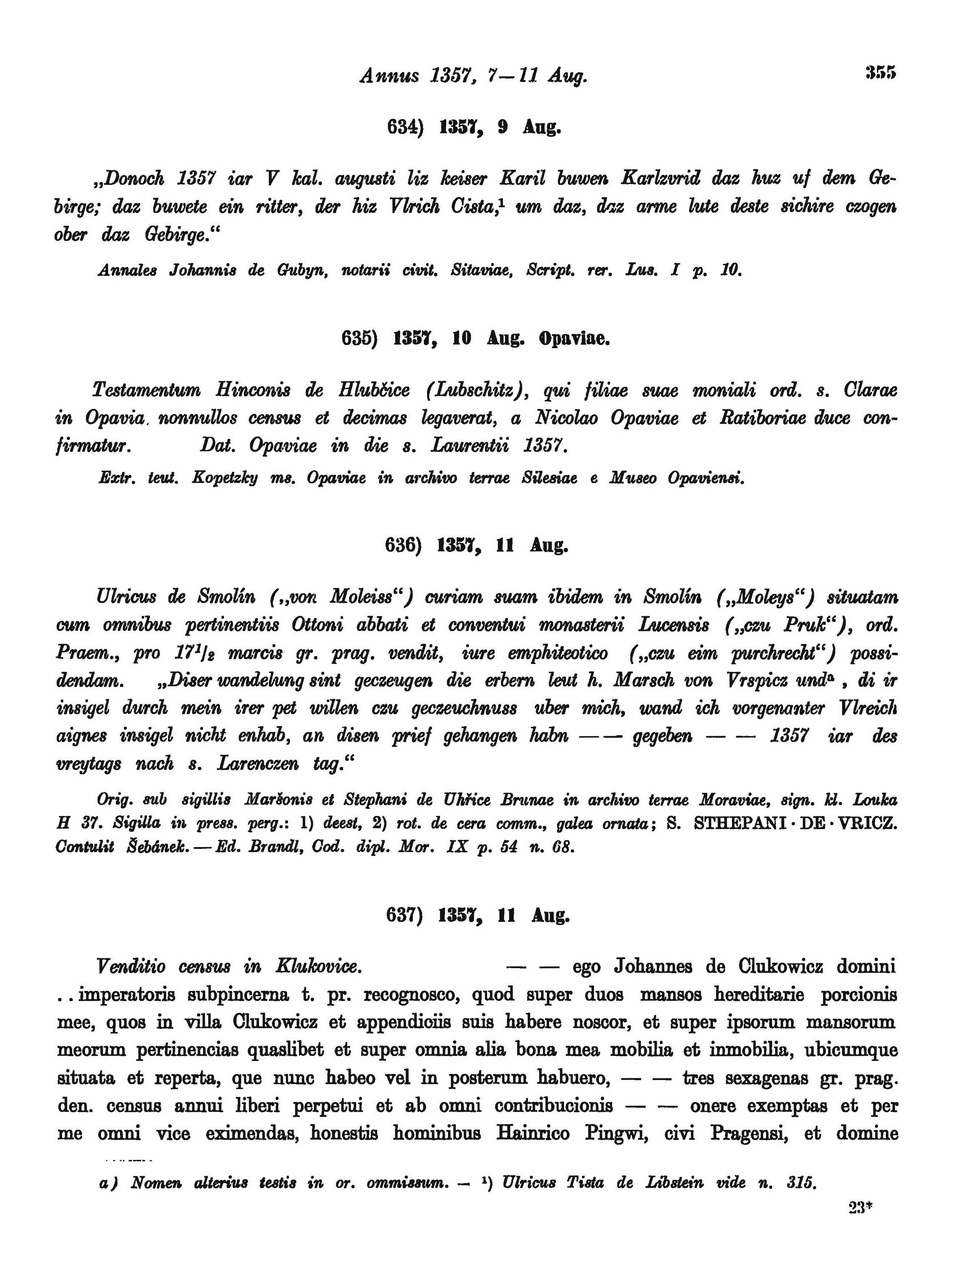 Annus 1357, 7—11 Aug. 355
634) 1357, 9 Aug.
„Donoch 1357 iar V kal. augusti liz keiser Karil buwen Karlzvrid daz huz uf dem Ge-
birge; daz buwete ein ritter, der hiz Vlrich Cista,¹ um daz, daz arme lute deste sichire czogen
ober daz Gebirge.“
Annales Johannis de Gubyn, notarii civit. Sitaviae, Script. rer. Lus. I p. 10.
635) 1357, 10 Aug. Opaviae.
Testamentum Hinconis de Hlubčice (Lubschitz), qui filiae suae moniali ord. s. Clarae
in Opavia nonnullos census et decimas legaverat, a Nicolao Opaviae et Ratiboriae duce con-
firmatur. Dat. Opaviae in die s. Laurentii 1357.
Extr. teut. Kopetzky ms. Opaviae in archivo terrae Silesiae e Museo Opaviensi.
636) 1357, 11 Aug.
Ulricus de Smolín („von Moleiss“) curiam suam ibidem in Smolín („Moleys“) situatam
cum omnibus pertinentiis Ottoni abbati et conventui monasterii Lucensis („czu Pruk“), ord.
Praem., pro 17¹/₂ marcis gr. prag. vendit, iure emphiteotico („czu eim purchrecht“) possi-
dendam. „Diser wandelung sint geczeugen die erbern leut h. Marsch von Vrspicz undᵃ , di ir
insigel durch mein irer pet willen czu geczeuchnuss uber mich, wand ich vorgenanter Vlreich
aignes insigel nicht enhab, an disen prief gehangen habn — — gegeben — — 1357 iar des
vreytags nach s. Larenczen tag.“
Orig. sub sigillis Maršonis et Stephani de Uhřice Brunae in archivo terrae Moraviae, sign. kl. Louka
H 37. Sigilla in press. perg.: 1) deest, 2) rot. de cera comm., galea ornata; S. STHEPANI · DE · VRICZ.
Contulit Šebánek. — Ed. Brandl, Cod. dipl. Mor. IX p. 54 n. 68.
637) 1357, 11 Aug.
Venditio census in Klukovice. — — ego Johannes de Clukowicz domini
. . imperatoris subpincerna t. pr. recognosco, quod super duos mansos hereditarie porcionis
mee, quos in villa Clukowicz et appendiciis suis habere noscor, et super ipsorum mansorum
meorum pertinencias quaslibet et super omnia alia bona mea mobilia et inmobilia, ubicumque
situata et reperta, que nunc habeo vel in posterum habuero, — — tres sexagenas gr. prag.
den. census annui liberi perpetui et ab omni contribucionis — — onere exemptas et per
me omni vice eximendas, honestis hominibus Hainrico Pingwi, civi Pragensi, et domine
a) Nomen alterius testis in or. ommissum. — ¹) Ulricus Tista de Libstein vide n. 315.
23*